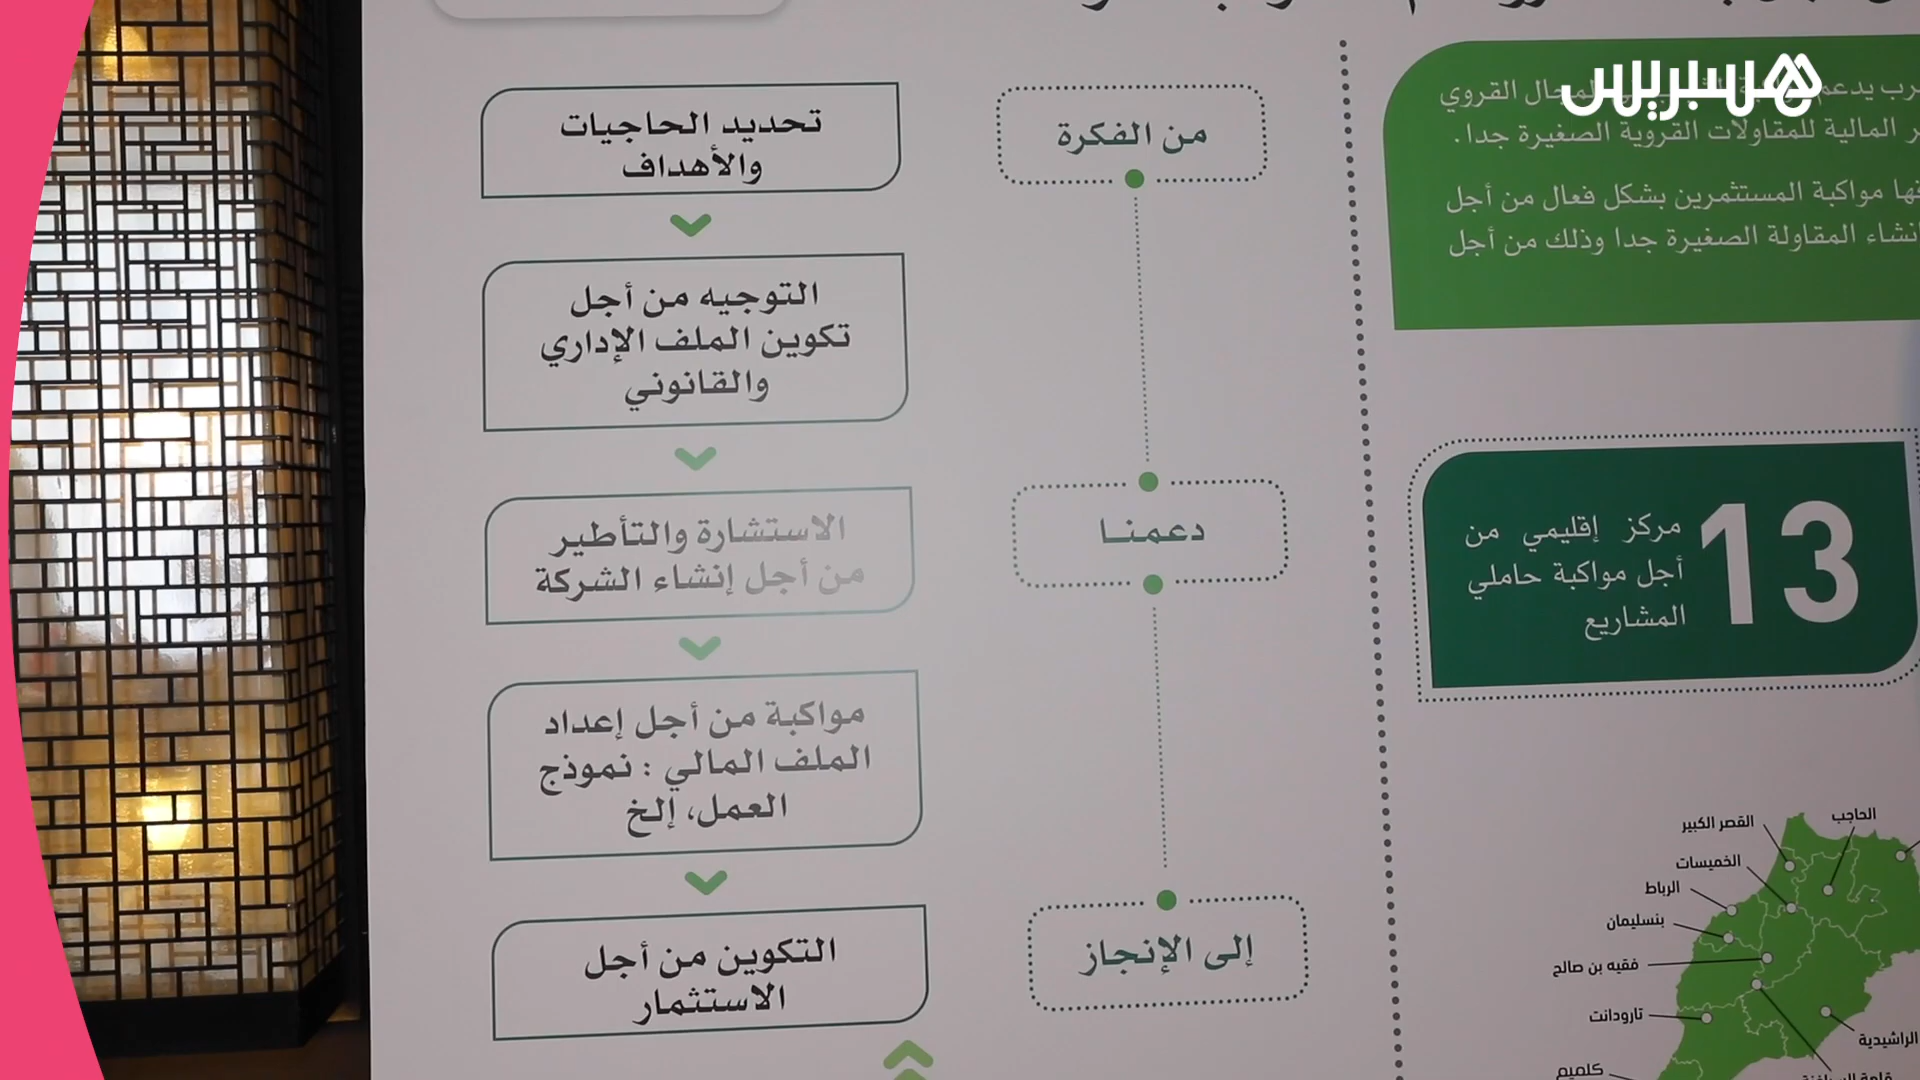 هسبريس
يدعم
المجال القروي
المالية للمقاولات القروية الصغيرة جدا.
مواكبة المستثمرين بشكل فعال من أجل
إنشاء المقاولة الصغيرة جدا وذلك من أجل
13
مركز إقليمي من
أجل مواكبة حاملي
المشاريع
الحاجب
القصر الكبير
الخميسات
الرباط
بنسليمان
فقيه بن صالح
تارودانت
الراشيدية
كلميم
من الفكرة
دعمنا
إلى الإنجاز
تحديد الحاجيات
والأهداف
التوجيه من أجل
تكوين الملف الإداري
والقانوني
الاستشارة والتأطير
من أجل إنشاء الشركة
مواكبة من أجل إعداد
الملف المالي : نموذج
العمل، إلخ
التكوين من أجل
الاستثمار